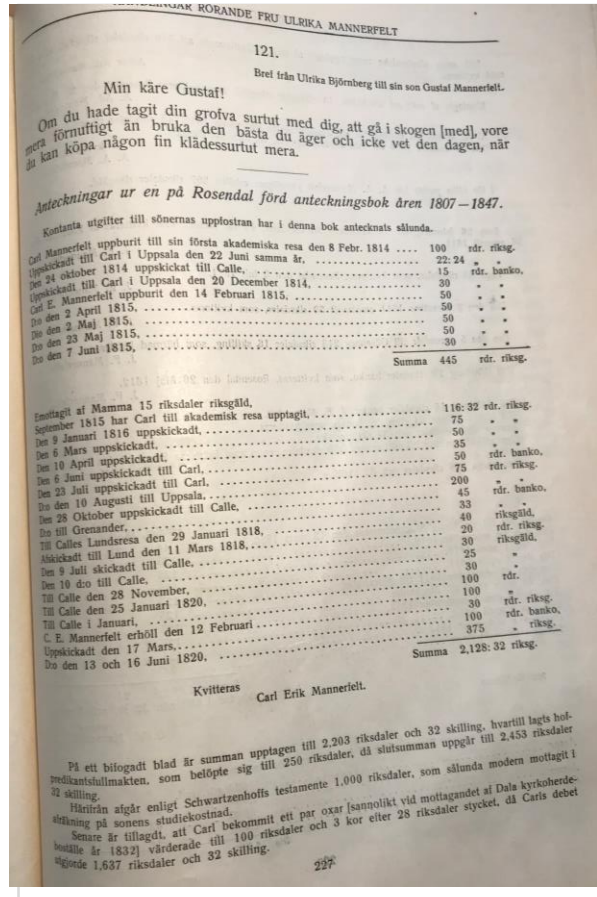 HANDLINGAR RÖRANDE FRU ULRIKA MANNERFELT
121.
Bref från Ulrika Björnberg till sin son Gustaf Mannerfelt.
Min käre Gustaf!
Om du hade tagit din grofva surtut med dig, att gå i skogen [med], vore
mera förnuftigt än bruka den bästa du äger och icke vet den dagen, när
du kan köpa någon fin klädessurtut mera.
Anteckningar ur en på Rosendal förd anteckningsbok åren 1807—1847.
Kontanta utgifter till sönernas uppfostran har i denna bok antecknats sålunda.
Carl Mannerfelt uppburit till sin första akademiska resa den 8 Febr. 1814 .... 100 rdr. riksg.
Uppskickadt till Carl i Uppsala den 22 Juni samma år, .................... 22: 24 „ „
Den 24 oktober 1814 uppskickat till Calle, .................... 15 rdr. banko,
Uppskickadt till Carl i Uppsala den 20 December 1814, .................... 30 „ „
Carl E. Mannerfelt uppburit den 14 Februari 1815, .................... 50 „ „
D:o den 2 April 1815, .................... 50 „ „
D:o den 2 Maj 1815, .................... 50 „ „
D:o den 23 Maj 1815, .................... 50 „ „
D:o den 7 Juni 1815, .................... 30 „ „
Summa 445 rdr. riksg.
Emottagit af Mamma 15 riksdaler riksgäld,
September 1815 har Carl till akademisk resa upptagit, .................... 116: 32 rdr. riksg.
Den 9 Januari 1816 uppskickadt, .................... 75 „ „
Den 6 Mars uppskickadt, .................... 50 „ „
Den 10 April uppskickadt. .................... 35 „ „
Den 6 Juni uppskickadt till Carl, .................... 50 rdr. banko,
Den 23 Juli uppskickadt till Carl, .................... 75 rdr. riksg.
D:o den 10 Augusti till Uppsala, .................... 200 „ „
Den 28 Oktober uppskickadt till Calle, .................... 45 rdr. banko,
D:o till Grenander, .................... 33 „ „
Till Calles Lundsresa den 29 Januari 1818, .................... 40 riksgäld,
Afskickadt till Lund den 11 Mars 1818, .................... 20 rdr. riksg.
Den 9 Juli skickadt till Calle, .................... 30 riksgäld,
Den 10 d:o till Calle, .................... 25 „
Till Calle den 28 November, .................... 30 „
Till Calle den 25 Januari 1820, .................... 100 rdr.
Till Calle i Januari, .................... 100 „
C. E. Mannerfelt erhöll den 12 Februari .................... 30 rdr. riksg.
Uppskickadt den 17 Mars, .................... 100 rdr. banko,
D:o den 13 och 16 Juni 1820, .................... 375 „ riksg.
Summa 2,128: 32 riksg.
Kvitteras
Carl Erik Mannerfelt.
På ett bifogadt blad är summan upptagen till 2,203 riksdaler och 32 skilling, hvartill lagts hof-
predikantsfullmakten, som belöpte sig till 250 riksdaler, då slutsumman uppgår till 2,453 riksdaler
32 skilling.
Härifrån afgår enligt Schwartzenhoffs testamente 1,000 riksdaler, som sålunda modern mottagit i
afräkning på sonens studiekostnad.
Senare är tillagdt, att Carl bekommit ett par oxar [sannolikt vid mottagandet af Dala kyrkoherde-
boställe år 1832] värderade till 100 riksdaler och 3 kor efter 28 riksdaler stycket, då Carls debet
utgjorde 1,637 riksdaler och 32 skilling.
227